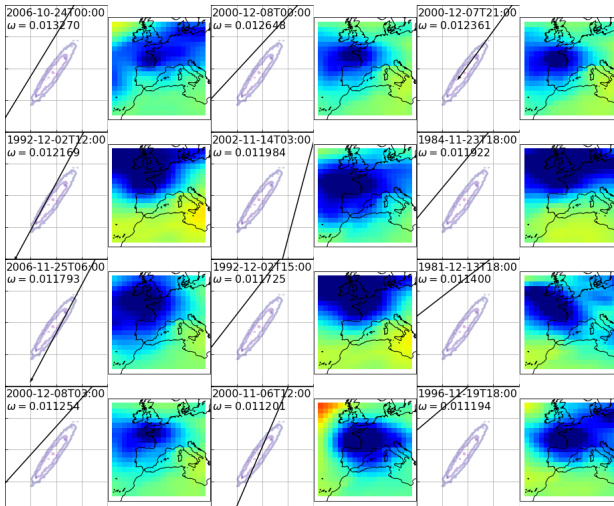 2006-10-24T00:00
ω = 0.013270
2000-12-08T00:00
ω = 0.012648
2000-12-07T21:00
ω = 0.012361
1992-12-02T12:00
ω = 0.012169
2002-11-14T03:00
ω = 0.011984
1984-11-23T18:00
ω = 0.011922
2006-11-25T06:00
ω = 0.011793
1992-12-02T15:00
ω = 0.011725
1981-12-13T18:00
ω = 0.011400
2000-12-08T03:00
ω = 0.011254
2000-11-06T12:00
ω = 0.011201
1996-11-19T18:00
ω = 0.011194